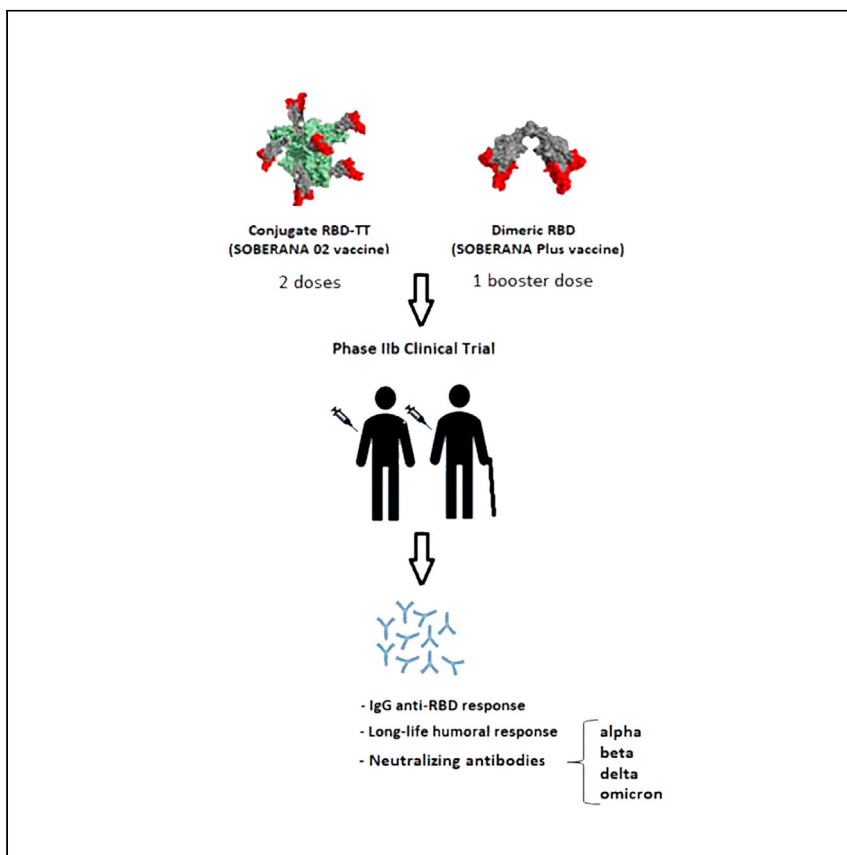 Conjugate RBD-TT
(SOBERANA 02 vaccine)
2 doses
Dimeric RBD
(SOBERANA Plus vaccine)
1 booster dose
Phase IIb Clinical Trial
- IgG anti-RBD response
- Long-life humoral response
- Neutralizing antibodies
alpha
beta
delta
omicron